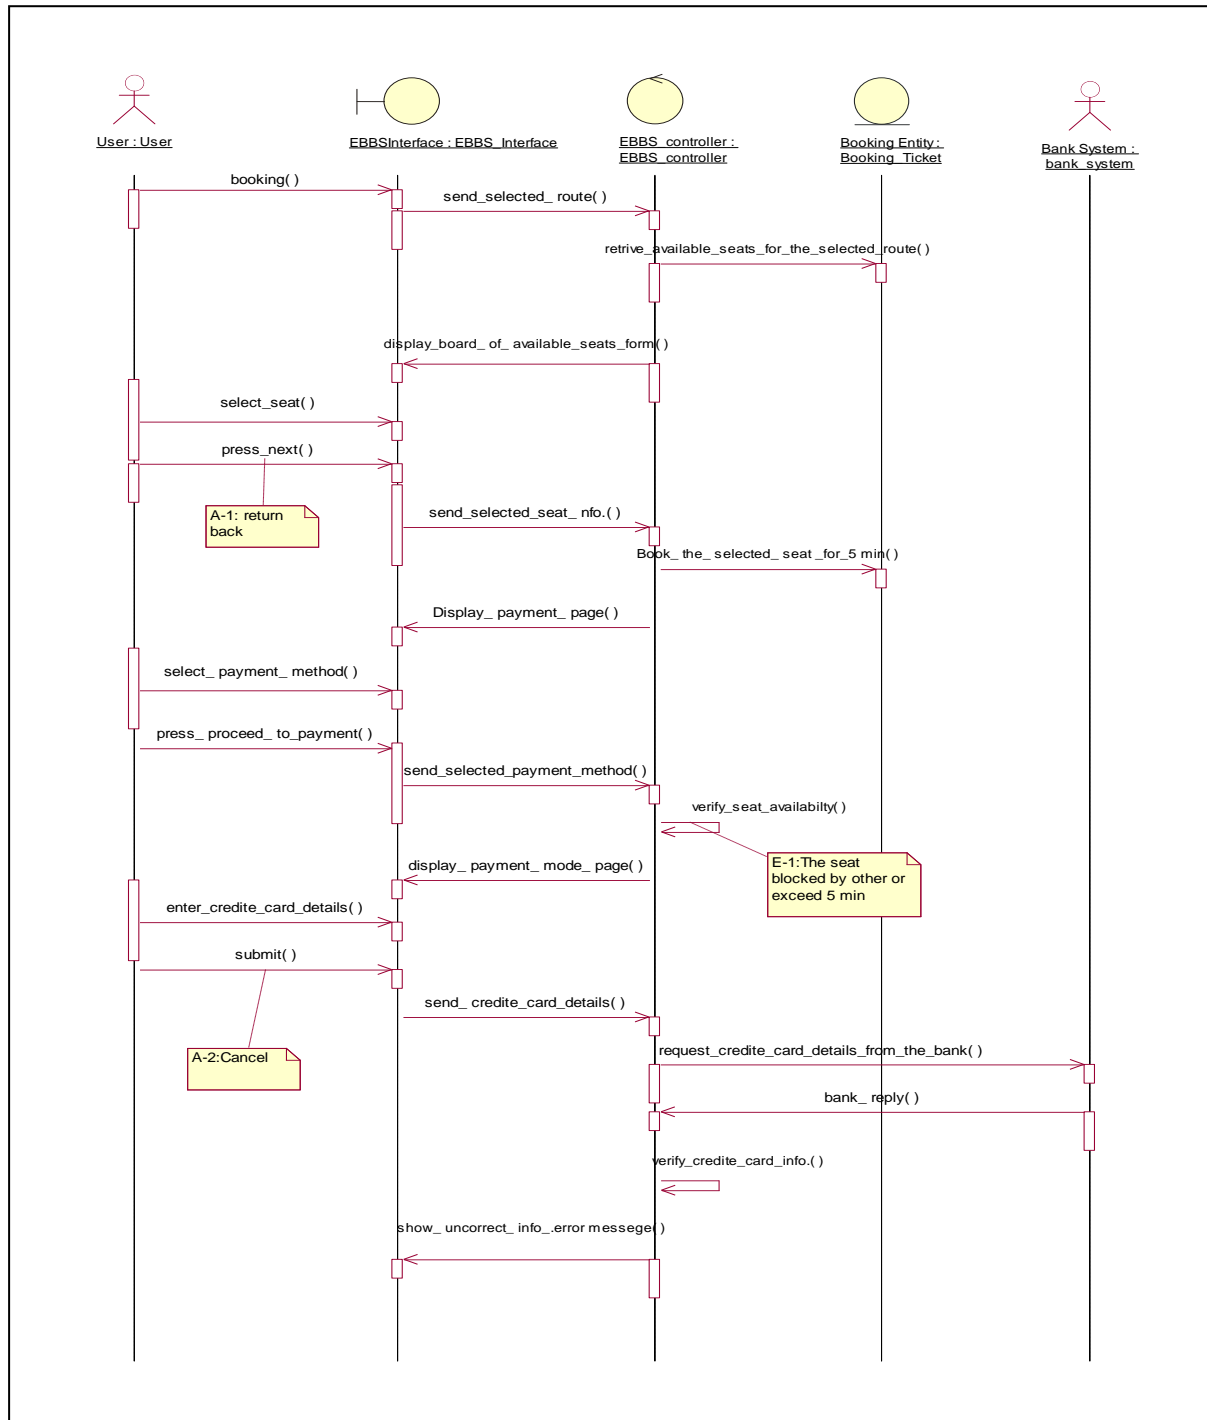 User : User
EBBSInterface : EBBS_Interface
EBBS_controller :
EBBS_controller
Booking Entity :
Booking_Ticket
Bank System :
bank_system
booking( )
send_selected_ route( )
retrive_available_seats_for_the_selected_route( )
display_board_ of_ available_seats_form( )
select_seat( )
press_next( )
A-1: return
back
send_selected_seat_ nfo.( )
Book_ the_ selected_ seat _for_5 min( )
Display_ payment_ page( )
select_ payment_ method( )
press_ proceed_ to_payment( )
send_selected_payment_method( )
verify_seat_availabilty( )
E-1:The seat
blocked by other or
exceed 5 min
display_ payment_ mode_ page( )
enter_credite_card_details( )
submit( )
send_ credite_card_details( )
A-2:Cancel
request_credite_card_details_from_the_bank( )
bank_ reply( )
verify_credite_card_info.( )
show_ uncorrect_ info_.error messege( )